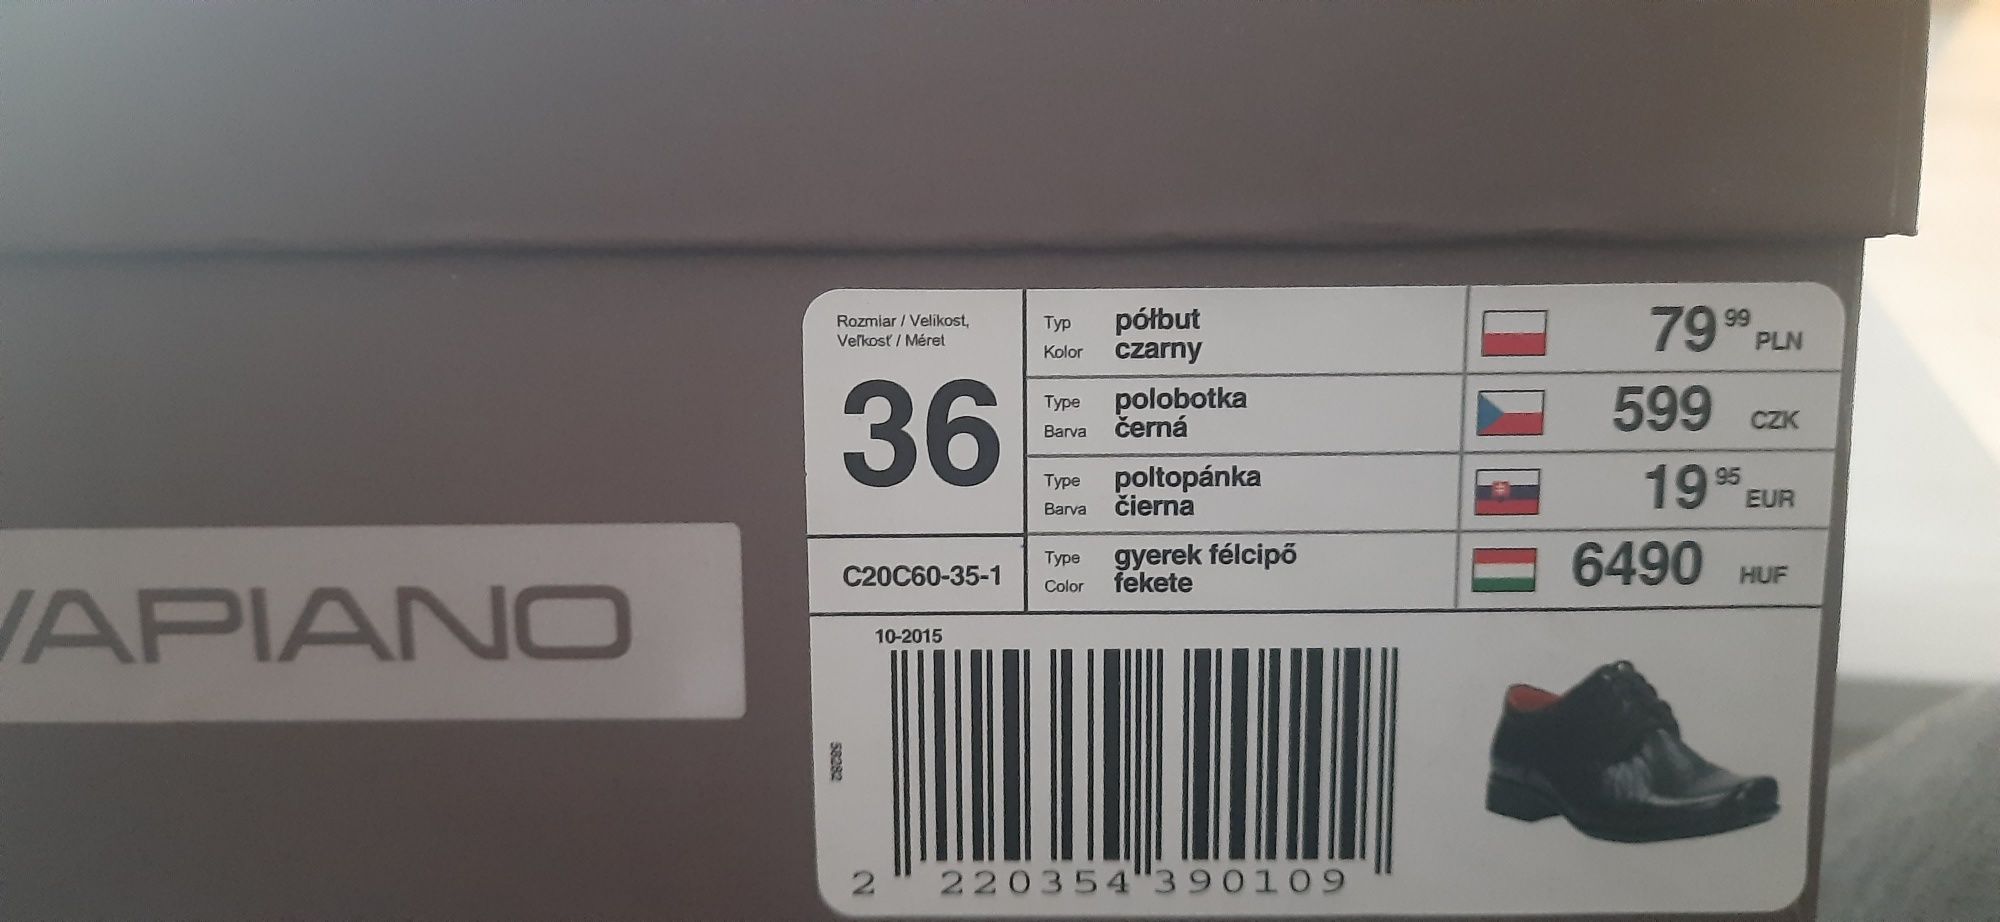 Rozmiar / Velikost,
Veľkosť / Méret
36
C20C60-35-1
Typ półbut
Kolor czarny
79 99 PLN
Type polobotka
Barva černá
599 CZK
Type poltopánka
Barva čierna
19 95 EUR
Type gyerek félcipő
Color fekete
6490 HUF
VAPIANO
10-2015
58282
2 220354 390109